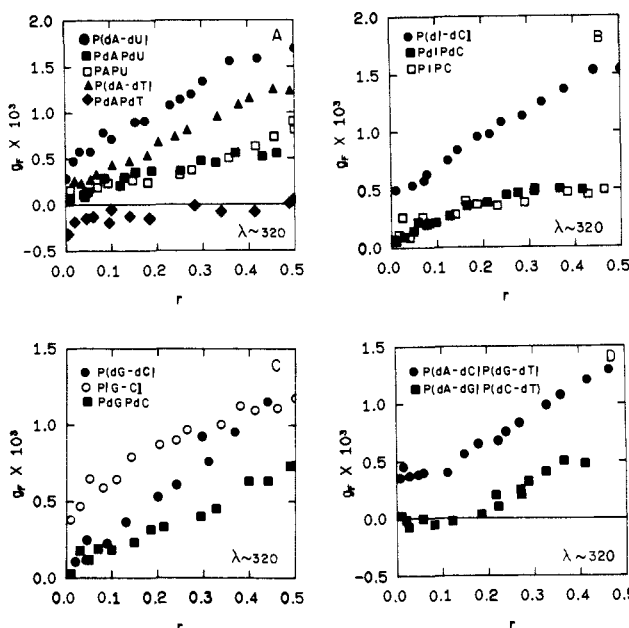 A
P(dA-dU)
PdAPdU
PAPU
P(dA-dT)
PdAPdT
2.0
1.5
1.0
0.5
0.0
-0.5
gF X 10³
λ~320
0.0 0.1 0.2 0.3 0.4 0.5
r
B
P(dI-dC)
PdIPdC
PIPC
2.0
1.5
1.0
0.5
0.0
gF X 10³
λ~320
0.0 0.1 0.2 0.3 0.4 0.5
r
C
P(dG-dC)
P(G-C)
PdGPdC
1.5
1.0
0.5
0.0
gF X 10³
λ~320
0.0 0.1 0.2 0.3 0.4 0.5
r
D
P(dA-dC)P(dG-dT)
P(dA-dG)P(dC-dT)
1.5
1.0
0.5
0.0
-0.5
gF X 10³
λ~320
0.0 0.1 0.2 0.3 0.4 0.5
r